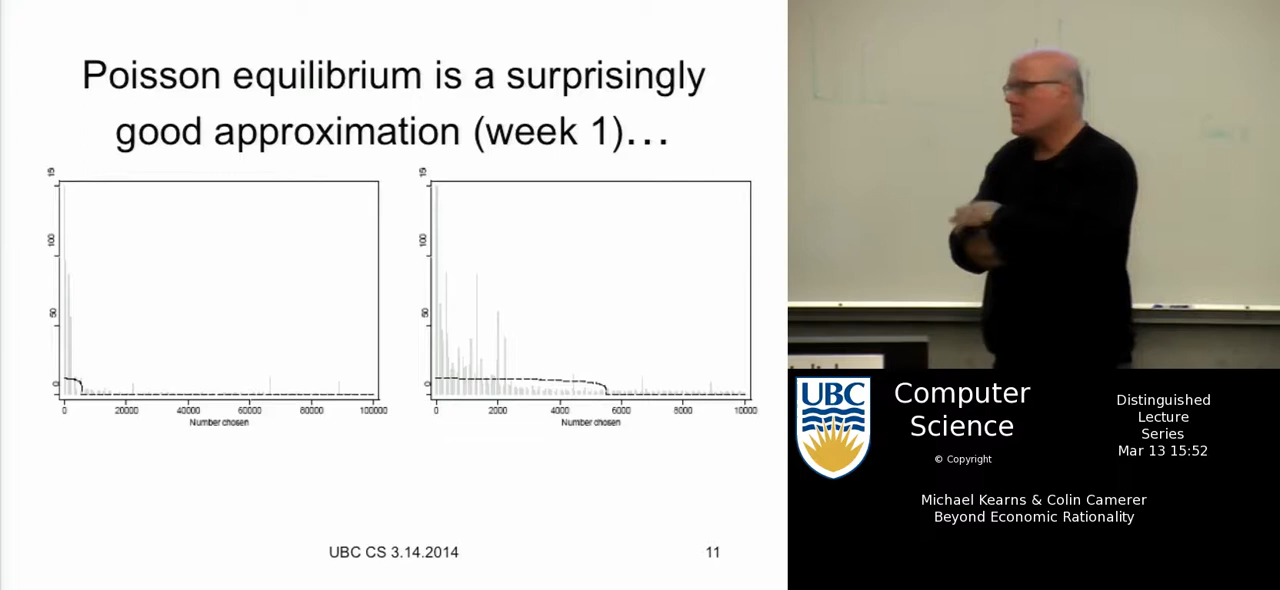 Poisson equilibrium is a surprisingly
good approximation (week 1)…
100
50
0
0
20000
40000
60000
80000
100000
Number chosen
100
50
0
0
2000
4000
6000
8000
10000
Number chosen
UBC CS 3.14.2014
11
UBC
Computer
Science
© Copyright
Distinguished
Lecture
Series
Mar 13 15:52
Michael Kearns & Colin Camerer
Beyond Economic Rationality